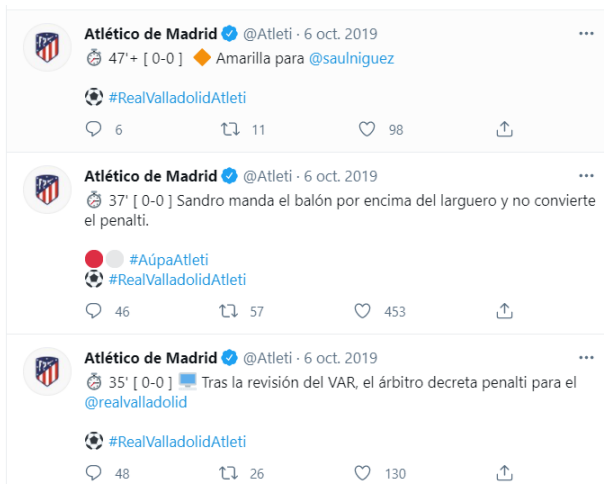 Atlético de Madrid @Atleti · 6 oct. 2019
47'+ [ 0-0 ] Amarilla para @saulniguez
#RealValladolidAtleti
6 11 98
Atlético de Madrid @Atleti · 6 oct. 2019
37' [ 0-0 ] Sandro manda el balón por encima del larguero y no convierte
el penalti.
#AúpaAtleti
#RealValladolidAtleti
46 57 453
Atlético de Madrid @Atleti · 6 oct. 2019
35' [ 0-0 ] Tras la revisión del VAR, el árbitro decreta penalti para el
@realvalladolid
#RealValladolidAtleti
48 26 130